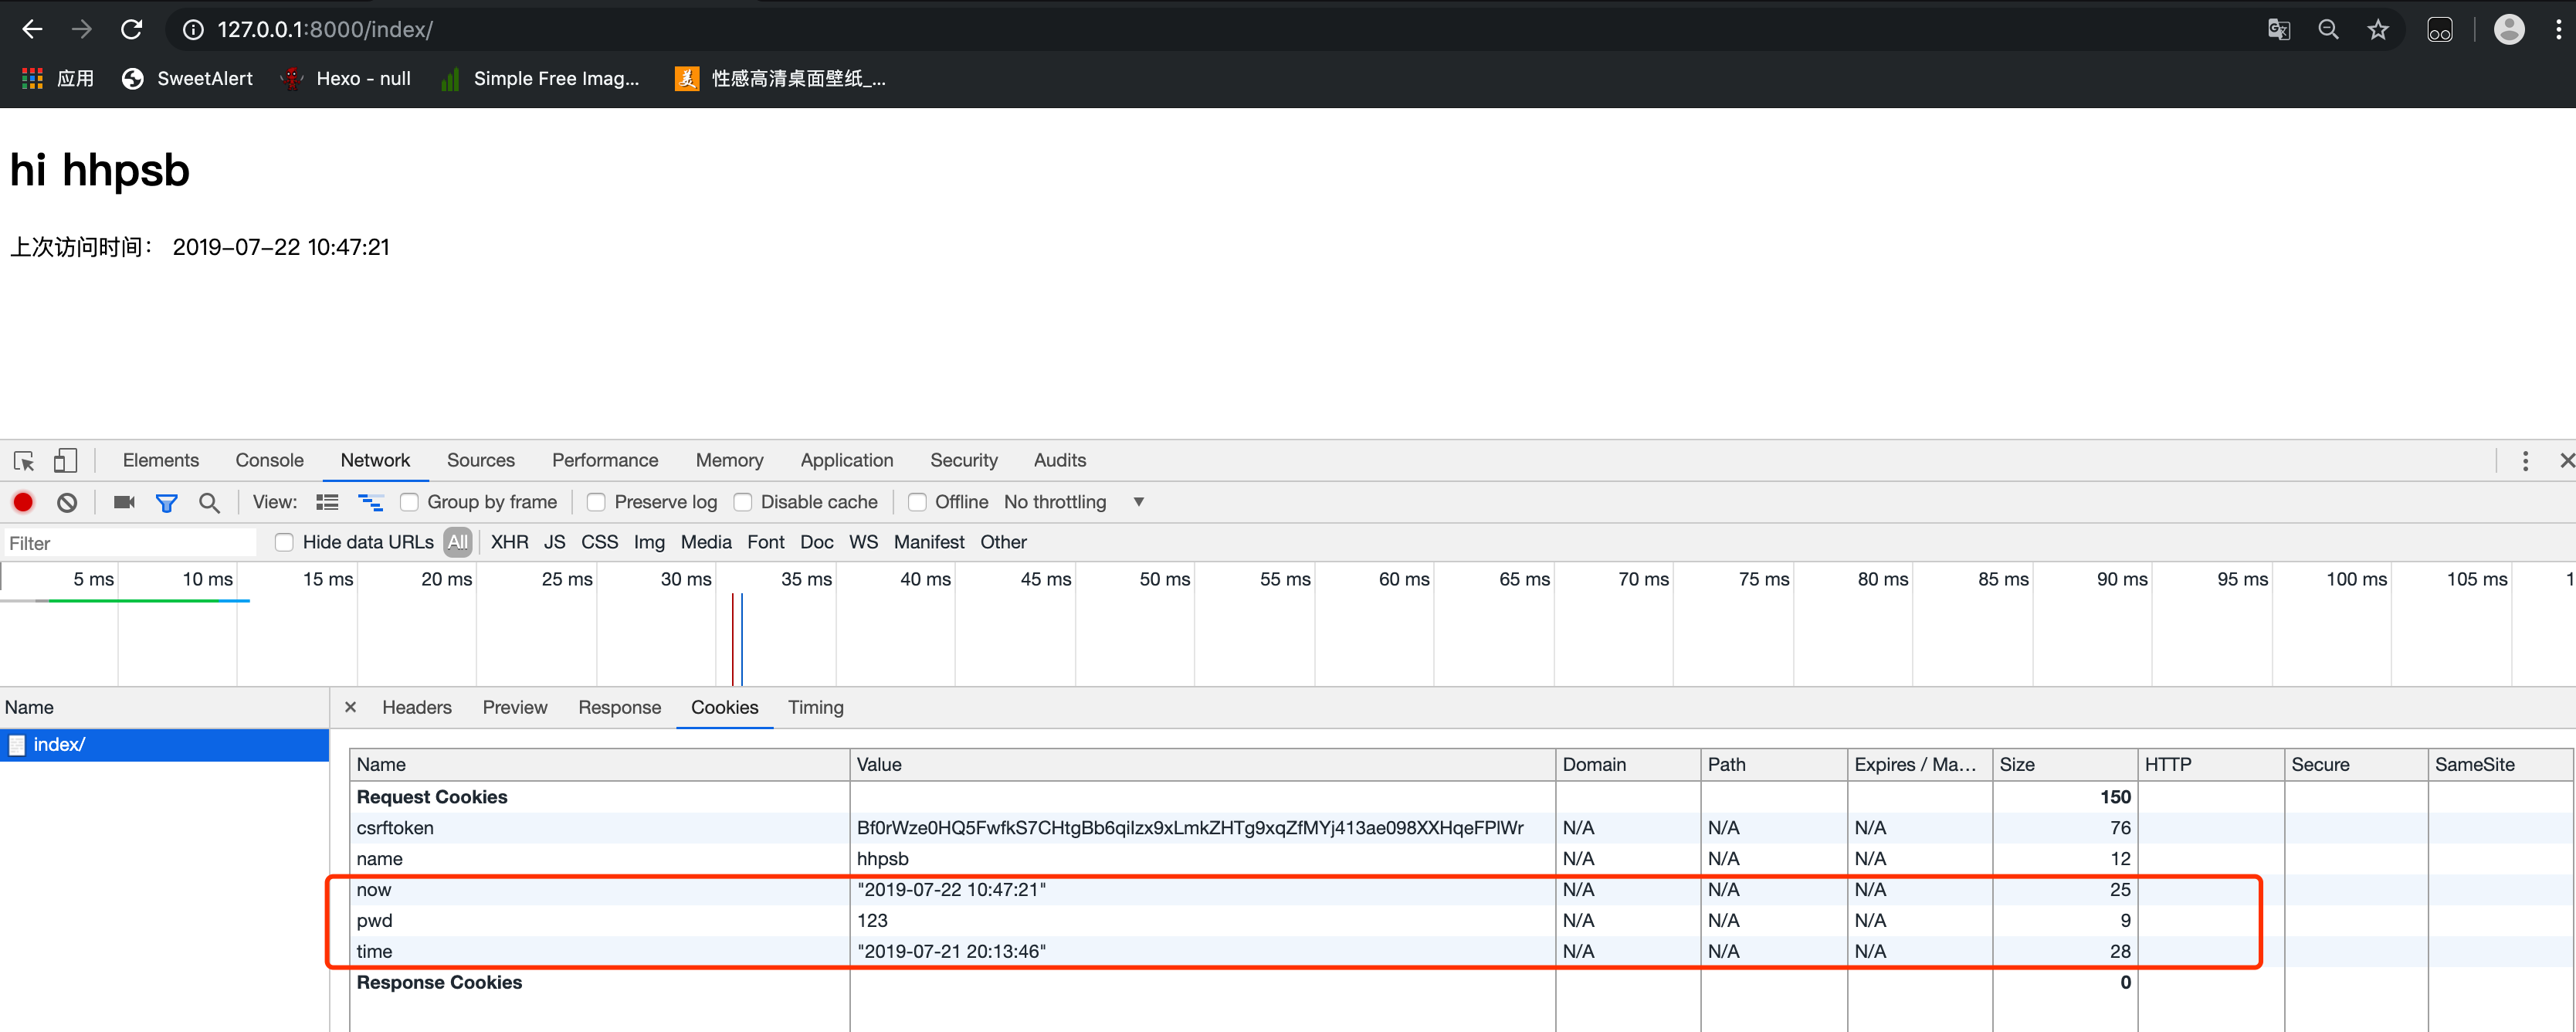 127.0.0.1:8000/index/
应用 SweetAlert Hexo - null Simple Free Imag... 美 性感高清桌面壁纸_...
hi hhpsb
上次访问时间： 2019-07-22 10:47:21
Elements Console Network Sources Performance Memory Application Security Audits
View: Group by frame Preserve log Disable cache Offline No throttling
Filter Hide data URLs All XHR JS CSS Img Media Font Doc WS Manifest Other
5 ms 10 ms 15 ms 20 ms 25 ms 30 ms 35 ms 40 ms 45 ms 50 ms 55 ms 60 ms 65 ms 70 ms 75 ms 80 ms 85 ms 90 ms 95 ms 100 ms 105 ms 1
Name × Headers Preview Response Cookies Timing
index/
Name Value Domain Path Expires / Ma... Size HTTP Secure SameSite
Request Cookies 150
csrftoken Bf0rWze0HQ5FwfkS7CHtgBb6qiIzx9xLmkZHTg9xqZfMYj413ae098XXHqeFPlWr N/A N/A N/A 76
name hhpsb N/A N/A N/A 12
now "2019-07-22 10:47:21" N/A N/A N/A 25
pwd 123 N/A N/A N/A 9
time "2019-07-21 20:13:46" N/A N/A N/A 28
Response Cookies 0